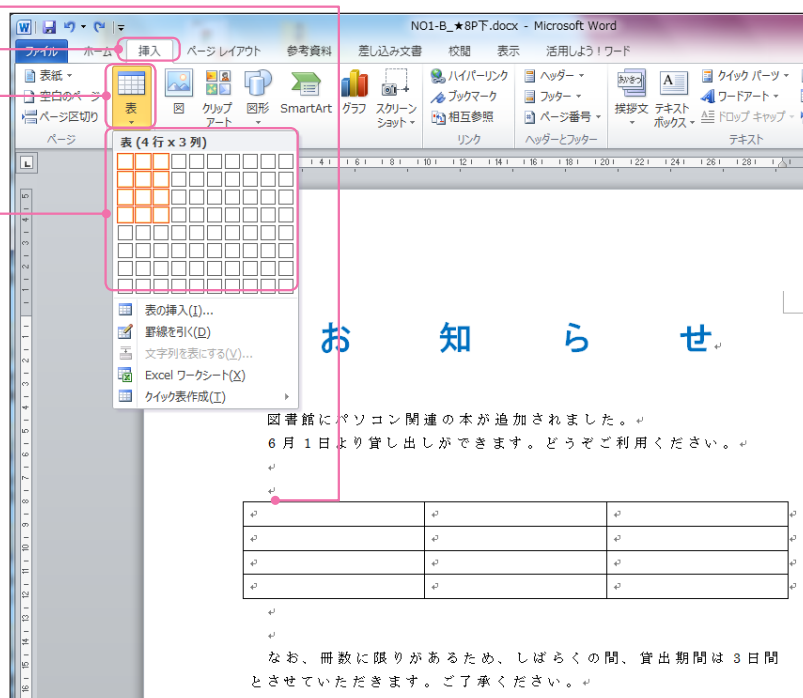 NO1-B_★8P下.docx - Microsoft Word
ファイル ホーム 挿入 ページ レイアウト 参考資料 差し込み文書 校閲 表示 活用しよう！ワード
表紙
空白のページ
ページ区切り
ページ
表
図
クリップ アート
図形
SmartArt
グラフ
スクリーン ショット
ハイパーリンク
ブックマーク
相互参照
リンク
ヘッダー
フッター
ページ番号
ヘッダーとフッター
あいさつ
挨拶文
A
テキスト ボックス
クイック パーツ
ワードアート
ドロップ キャップ
テキスト
表 (4 行 x 3 列)
表の挿入(I)...
罫線を引く(D)
文字列を表にする(V)...
Excel ワークシート(X)
クイック表作成(T)
お 知 ら せ
図書館にパソコン関連の本が追加されました。
6月1日より貸し出しができます。どうぞご利用ください。
なお、冊数に限りがあるため、しばらくの間、貸出期間は 3日間
とさせていただきます。ご了承ください。